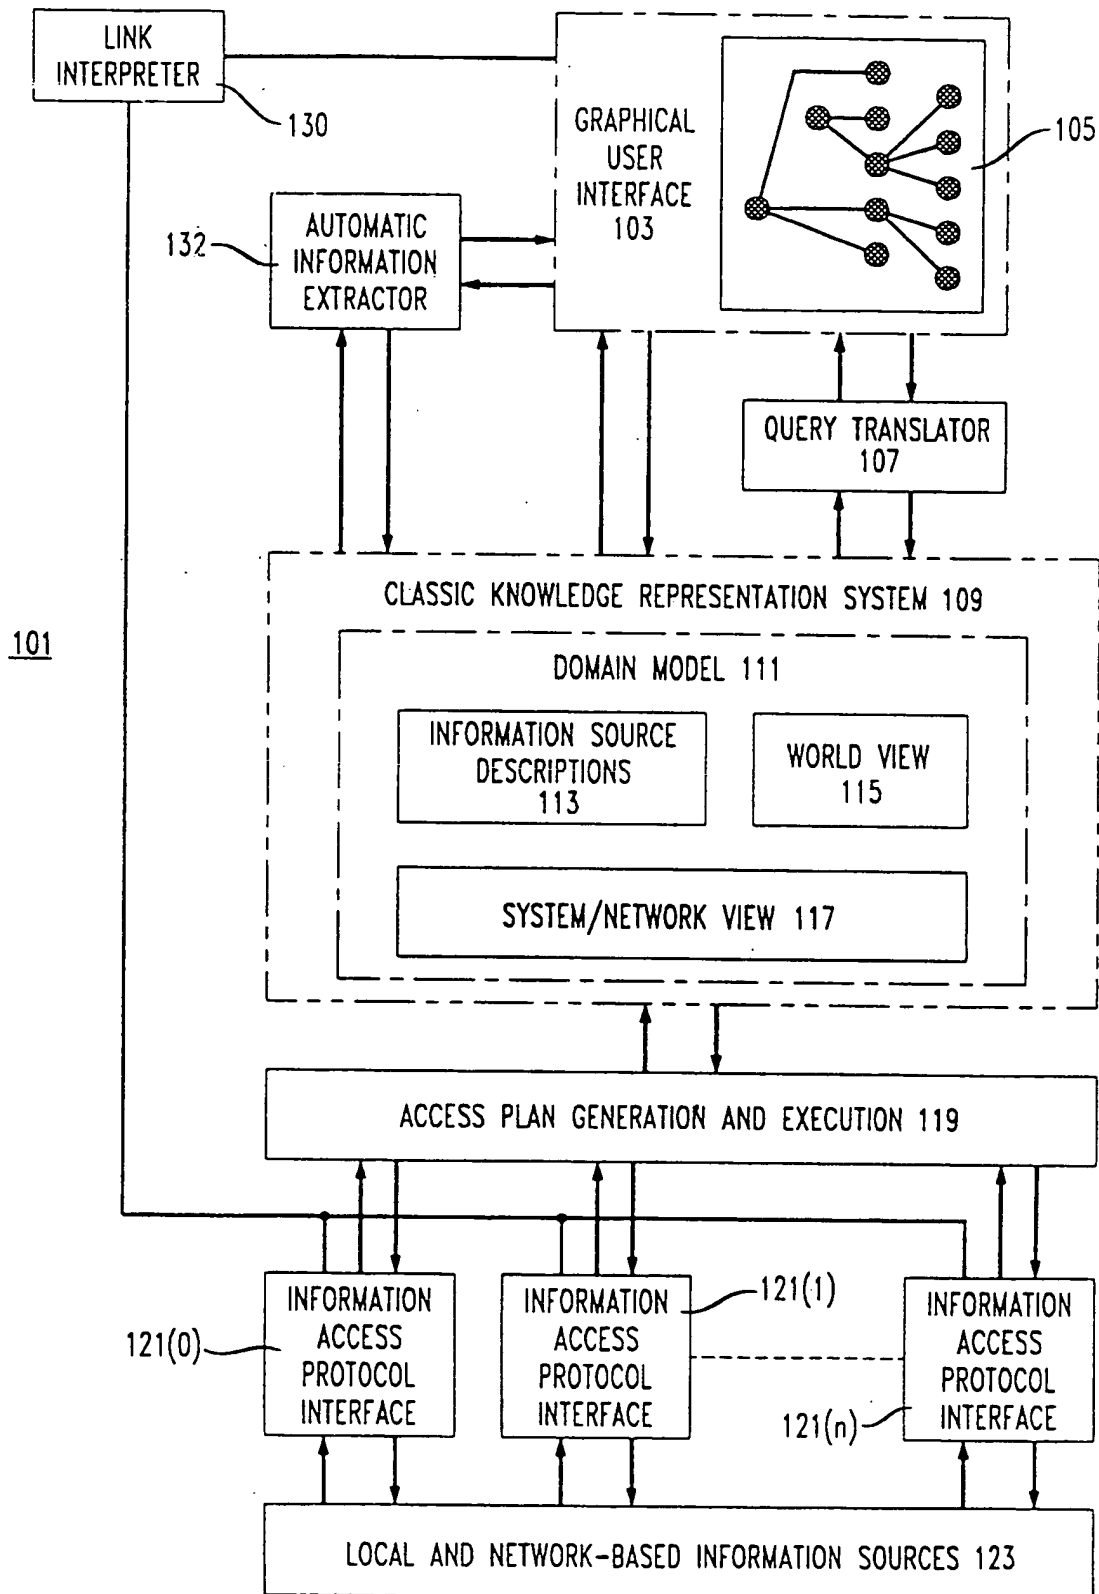 LINK
INTERPRETER
130
GRAPHICAL
USER
INTERFACE
103
105
132
AUTOMATIC
INFORMATION
EXTRACTOR
QUERY TRANSLATOR
107
101
CLASSIC KNOWLEDGE REPRESENTATION SYSTEM 109
DOMAIN MODEL 111
INFORMATION SOURCE
DESCRIPTIONS
113
WORLD VIEW
115
SYSTEM/NETWORK VIEW 117
ACCESS PLAN GENERATION AND EXECUTION 119
121(0)
INFORMATION
ACCESS
PROTOCOL
INTERFACE
INFORMATION
ACCESS
PROTOCOL
INTERFACE
121(1)
INFORMATION
ACCESS
PROTOCOL
INTERFACE
121(n)
LOCAL AND NETWORK-BASED INFORMATION SOURCES 123